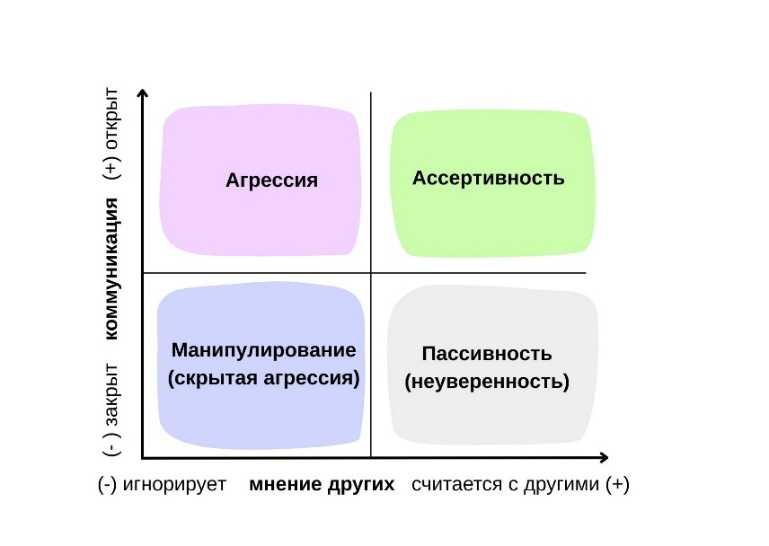 (-) закрыт коммуникация (+) открыт
Агрессия
Ассертивность
Манипулирование
(скрытая агрессия)
Пассивность
(неуверенность)
(-) игнорирует мнение других считается с другими (+)